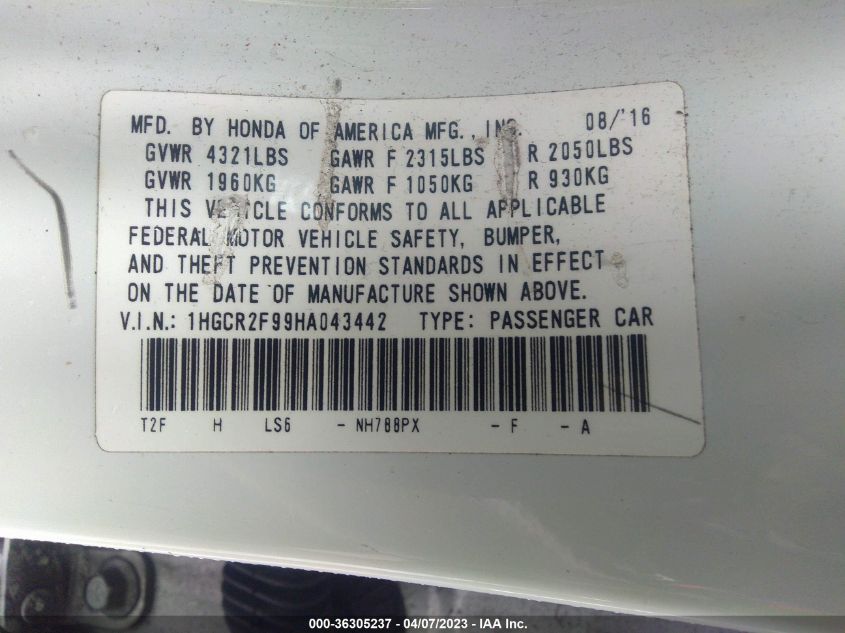 MFD. BY HONDA OF AMERICA MFG., INC. 08/'16
GVWR 4321LBS GAWR F 2315LBS R 2050LBS
GVWR 1960KG GAWR F 1050KG R 930KG
THIS VEHICLE CONFORMS TO ALL APPLICABLE
FEDERAL MOTOR VEHICLE SAFETY, BUMPER,
AND THEFT PREVENTION STANDARDS IN EFFECT
ON THE DATE OF MANUFACTURE SHOWN ABOVE.
V.I.N.: 1HGCR2F99HA043442 TYPE: PASSENGER CAR
T2F H LS6 - NH788PX - F - A
000-36305237 - 04/07/2023 - IAA Inc.